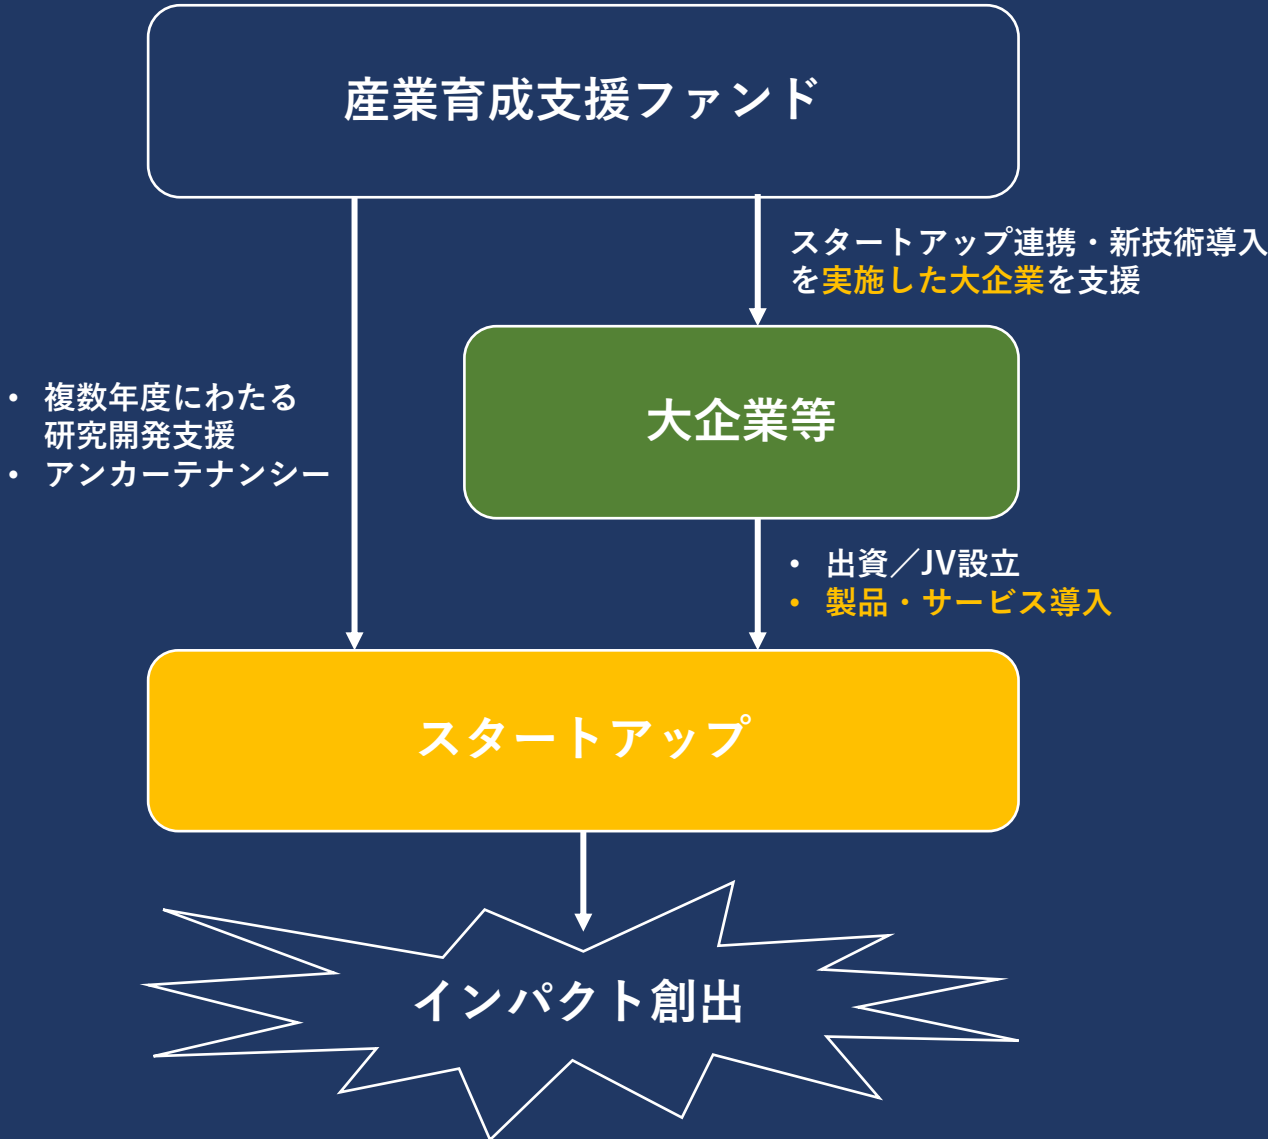 産業育成支援ファンド
スタートアップ連携・新技術導入
を実施した大企業を支援
• 複数年度にわたる
研究開発支援
• アンカーテナンシー
大企業等
• 出資／JV設立
• 製品・サービス導入
スタートアップ
インパクト創出